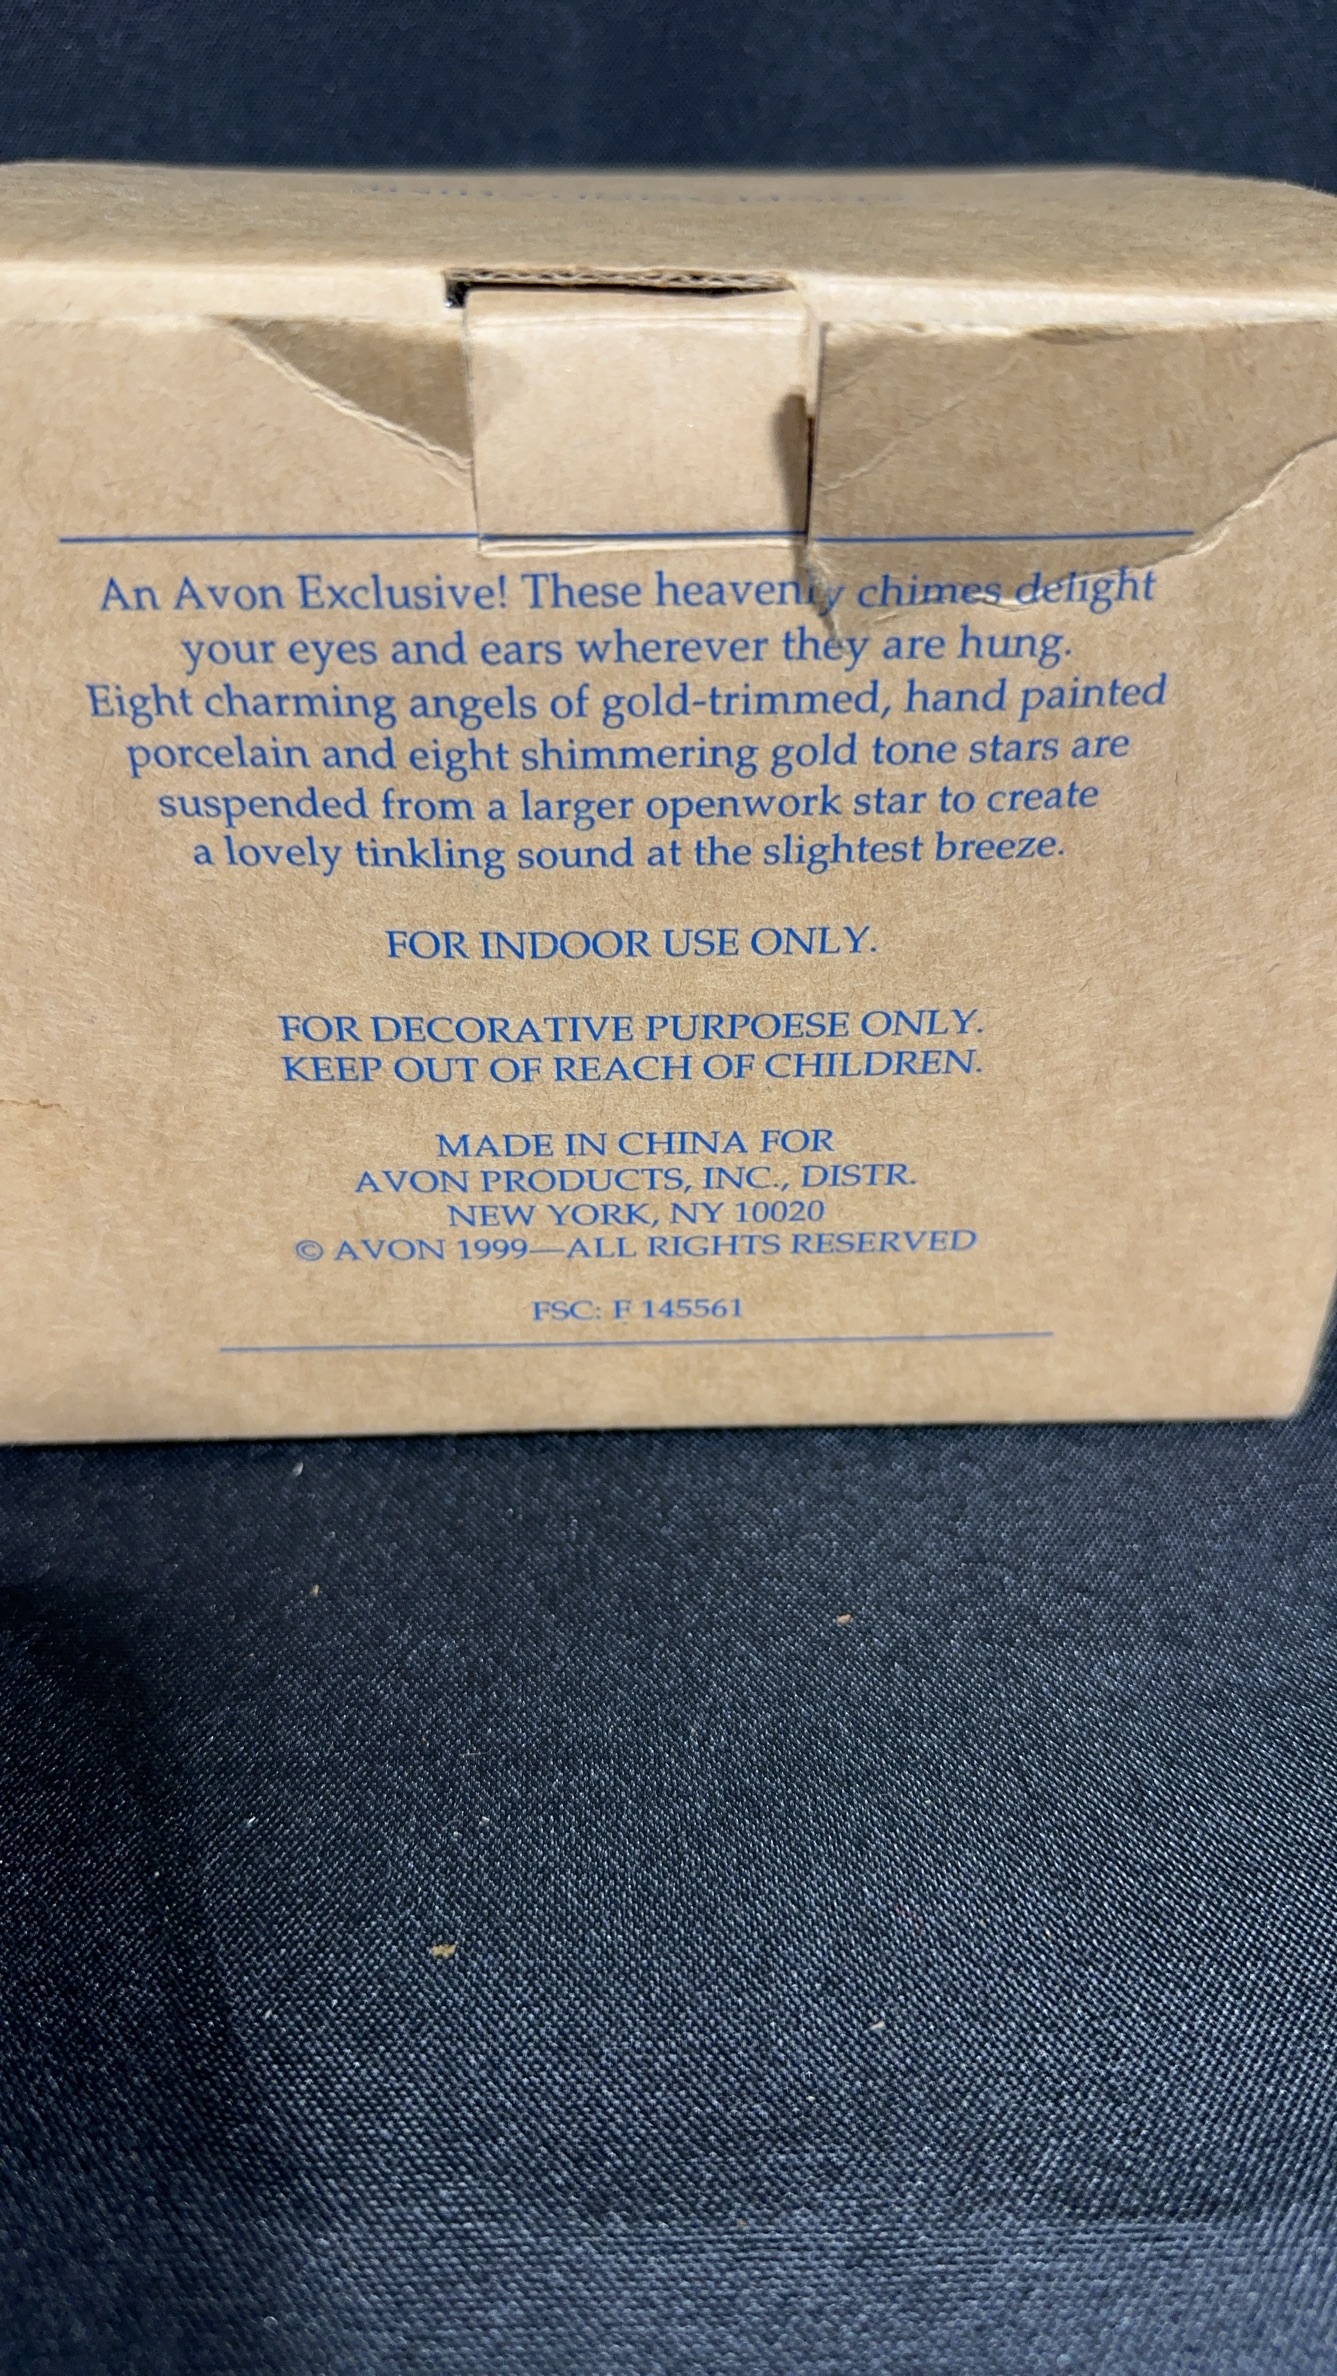 An Avon Exclusive! These heavenly chimes delight
your eyes and ears wherever they are hung.
Eight charming angels of gold-trimmed, hand painted
porcelain and eight shimmering gold tone stars are
suspended from a larger openwork star to create
a lovely tinkling sound at the slightest breeze.
FOR INDOOR USE ONLY.
FOR DECORATIVE PURPOESE ONLY.
KEEP OUT OF REACH OF CHILDREN.
MADE IN CHINA FOR
AVON PRODUCTS, INC., DISTR.
NEW YORK, NY 10020
© AVON 1999—ALL RIGHTS RESERVED
FSC: F 145561